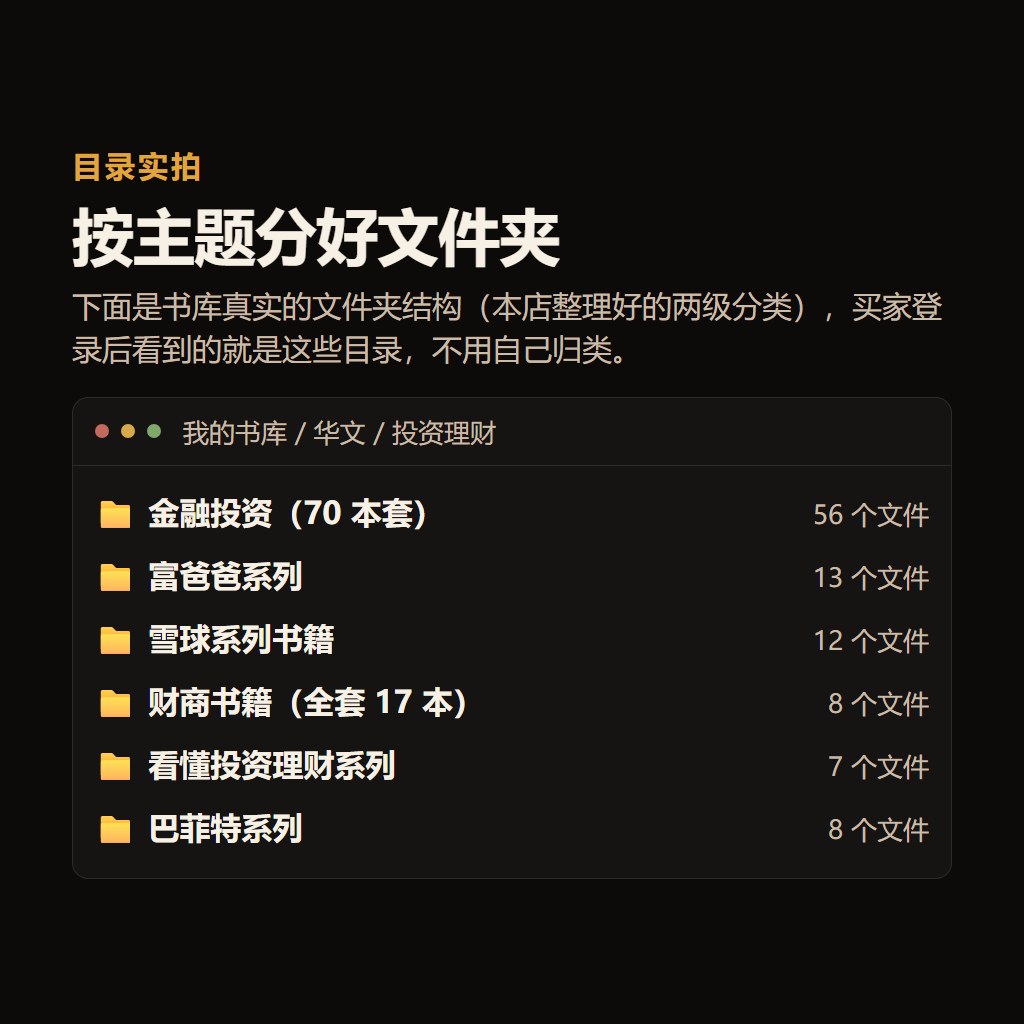 目录实拍
按主题分好文件夹
下面是书库真实的文件夹结构（本店整理好的两级分类），买家登
录后看到的就是这些目录，不用自己归类。
我的书库 / 华文 / 投资理财
金融投资（70 本套） 56 个文件
富爸爸系列 13 个文件
雪球系列书籍 12 个文件
财商书籍（全套 17 本） 8 个文件
看懂投资理财系列 7 个文件
巴菲特系列 8 个文件